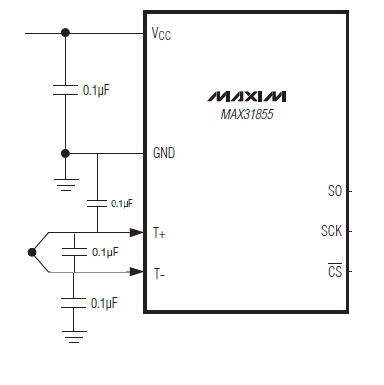 VCC
0.1µF
MAXIM
MAX31855
GND
0.1µF
SO
T+
SCK
0.1µF
T-
CS
0.1µF